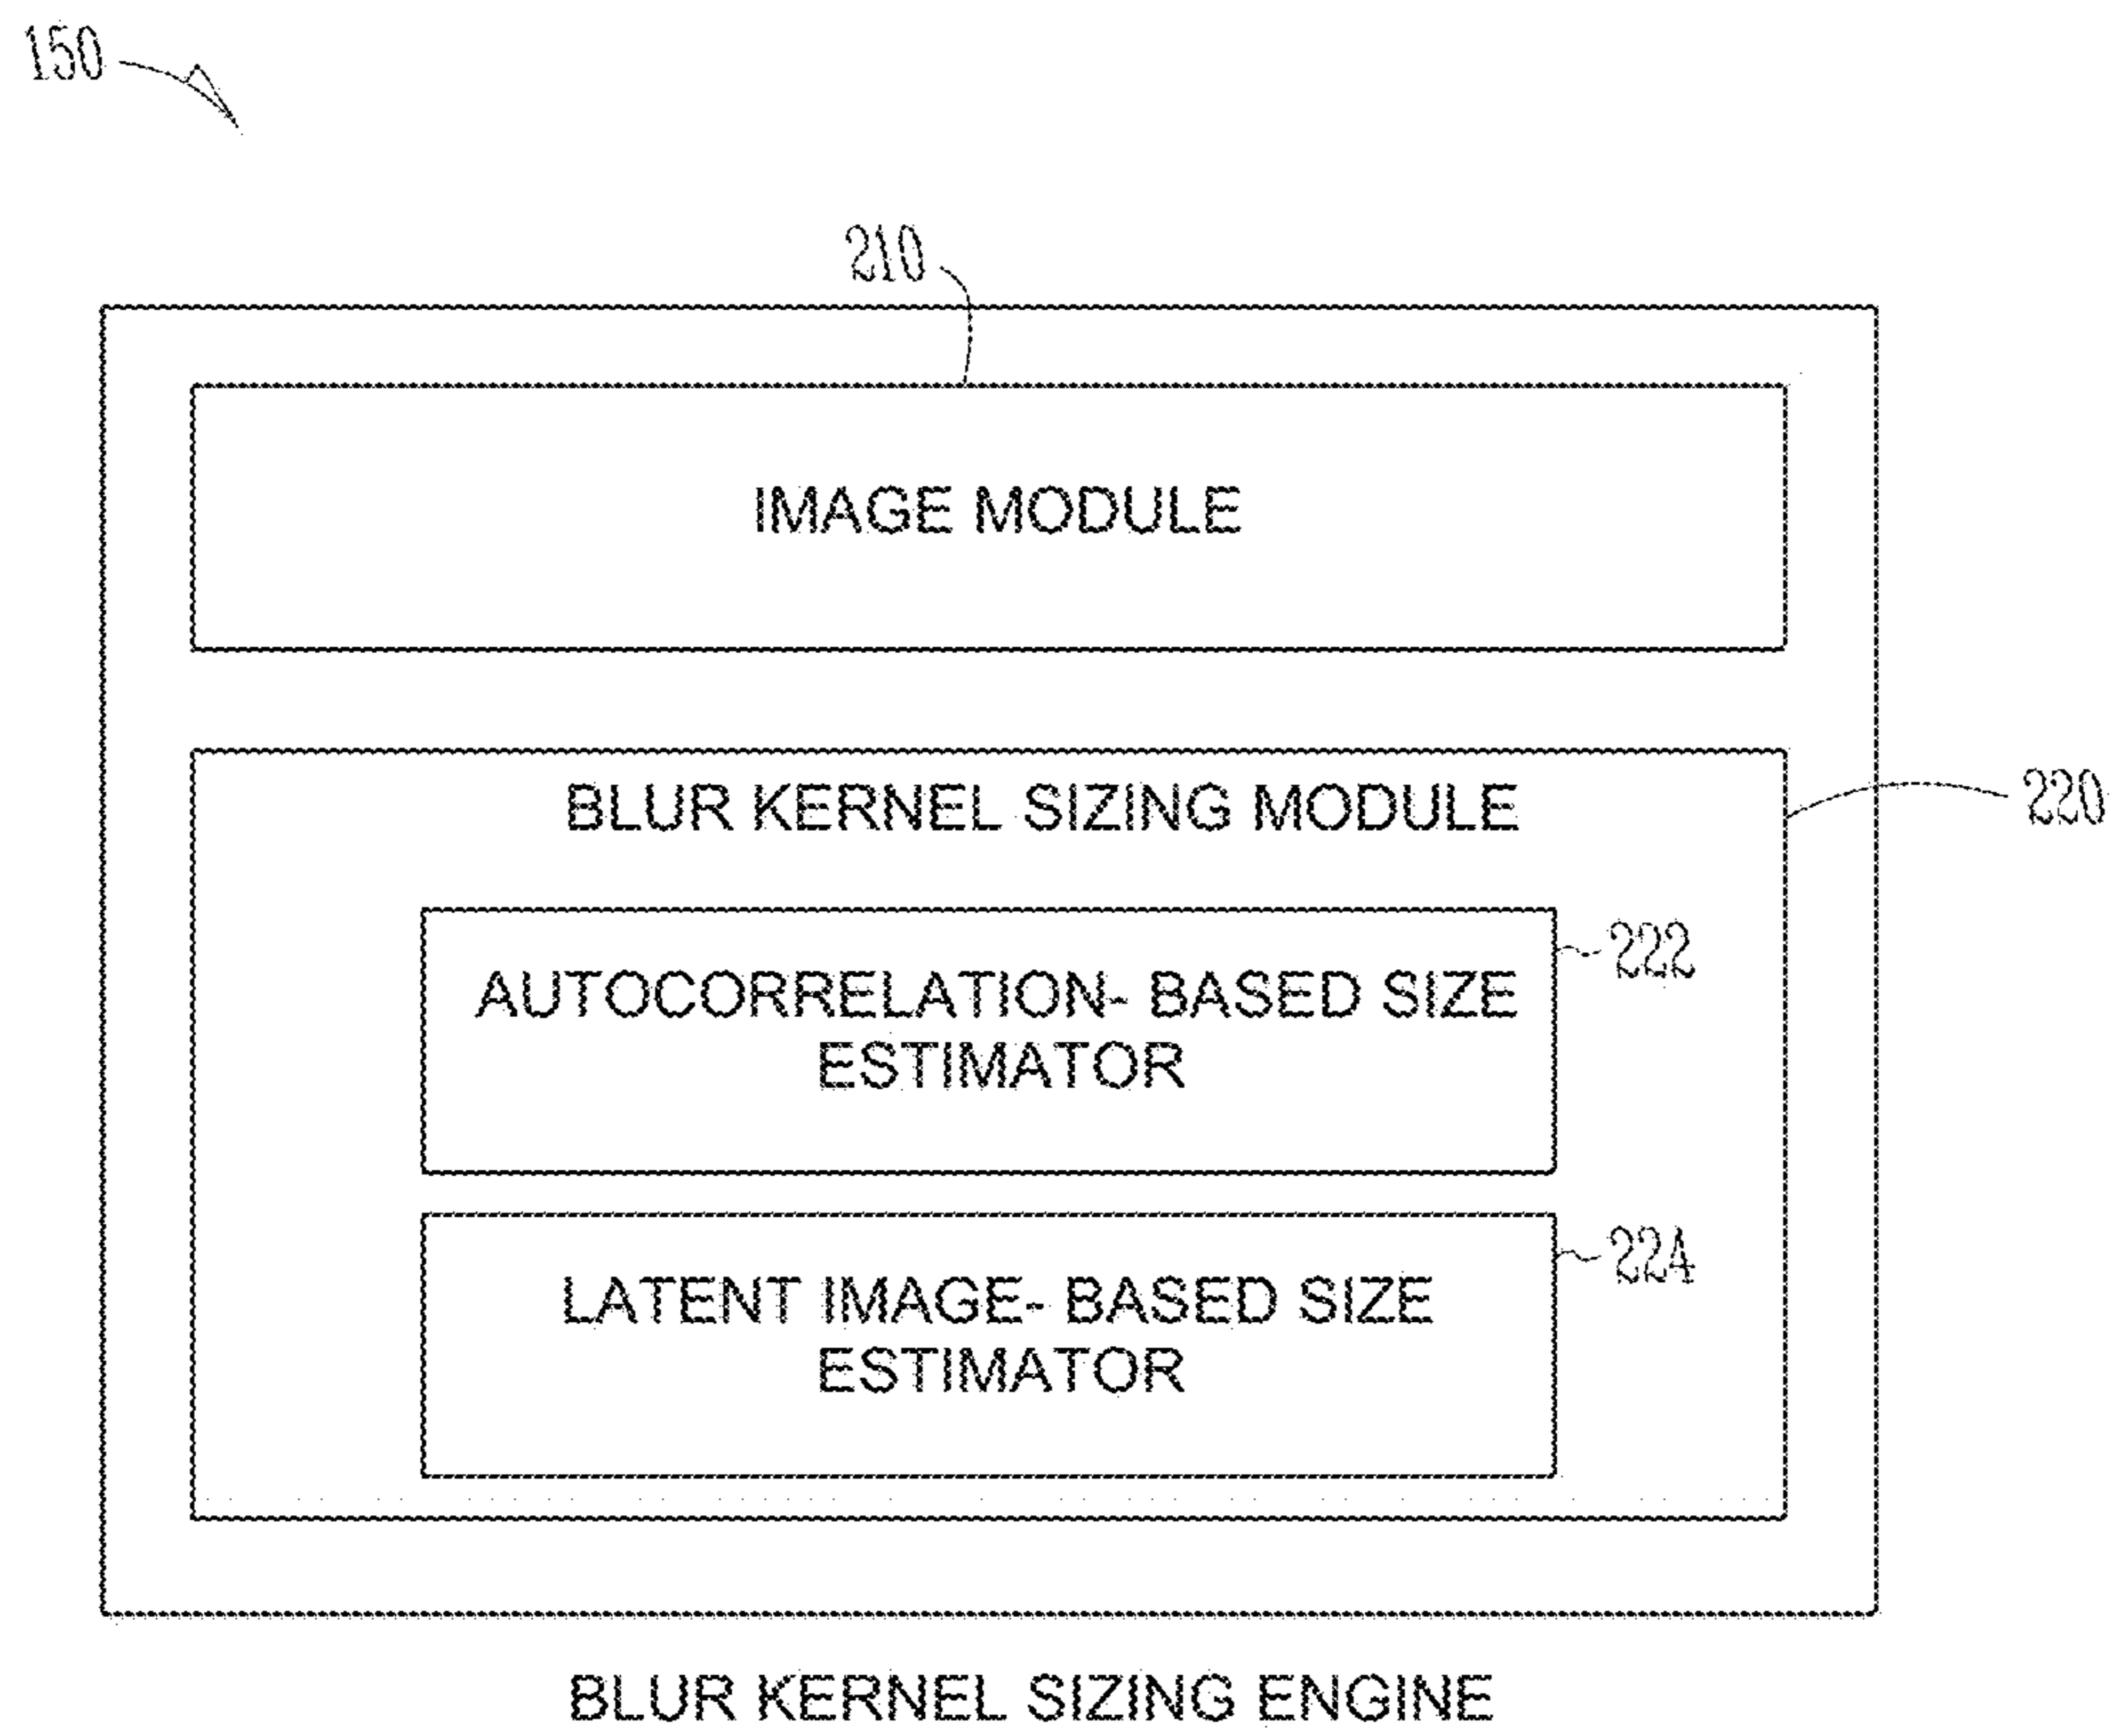 150
210
IMAGE MODULE
BLUR KERNEL SIZING MODULE
220
222
AUTOCORRELATION- BASED SIZE
ESTIMATOR
224
LATENT IMAGE- BASED SIZE
ESTIMATOR
BLUR KERNEL SIZING ENGINE